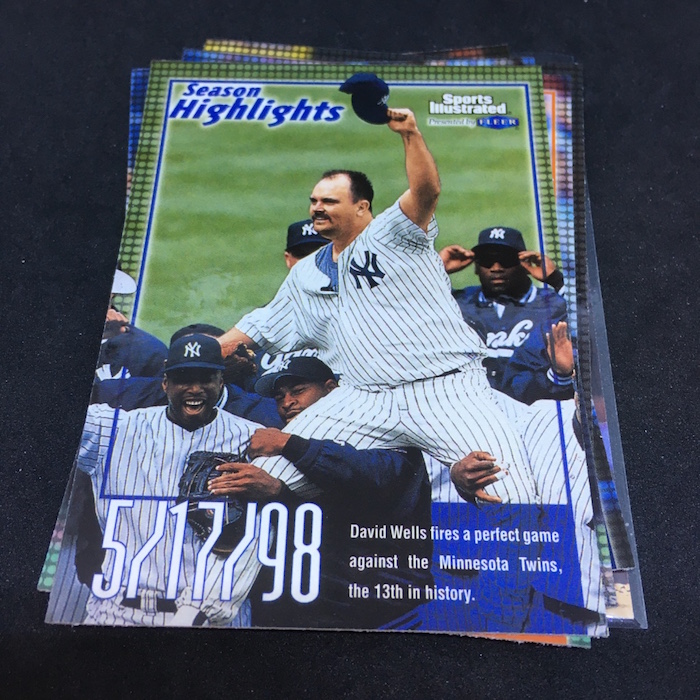 Season
Highlights
Sports
Illustrated
Presented by FLEER
NY
NY
NY
NY
5/17/98
David Wells fires a perfect game
against the Minnesota Twins,
the 13th in history.